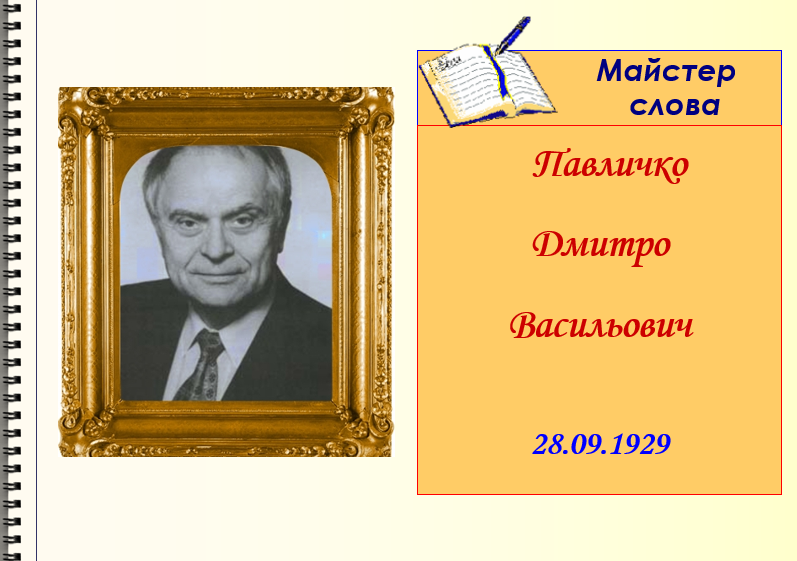 Майстер
слова
Павличко
Дмитро
Васильович
28.09.1929